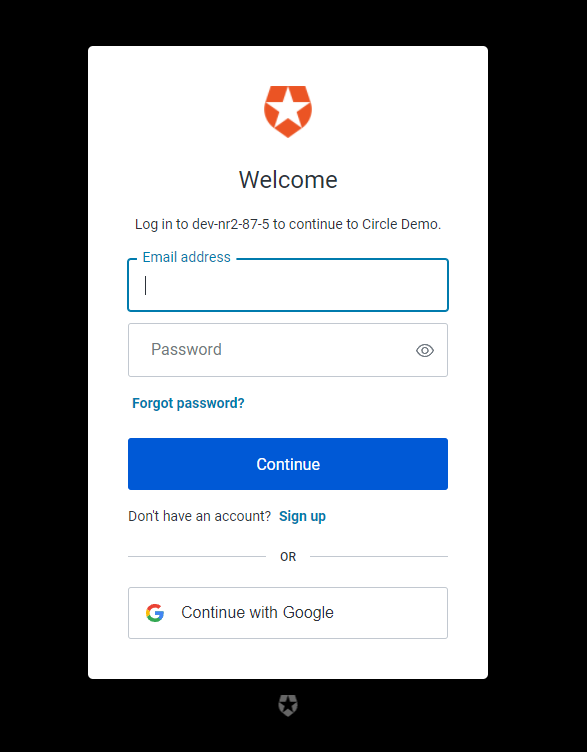 Welcome
Log in to dev-nr2-87-5 to continue to Circle Demo.
Email address
Password
Forgot password?
Continue
Don't have an account? Sign up
OR
Continue with Google